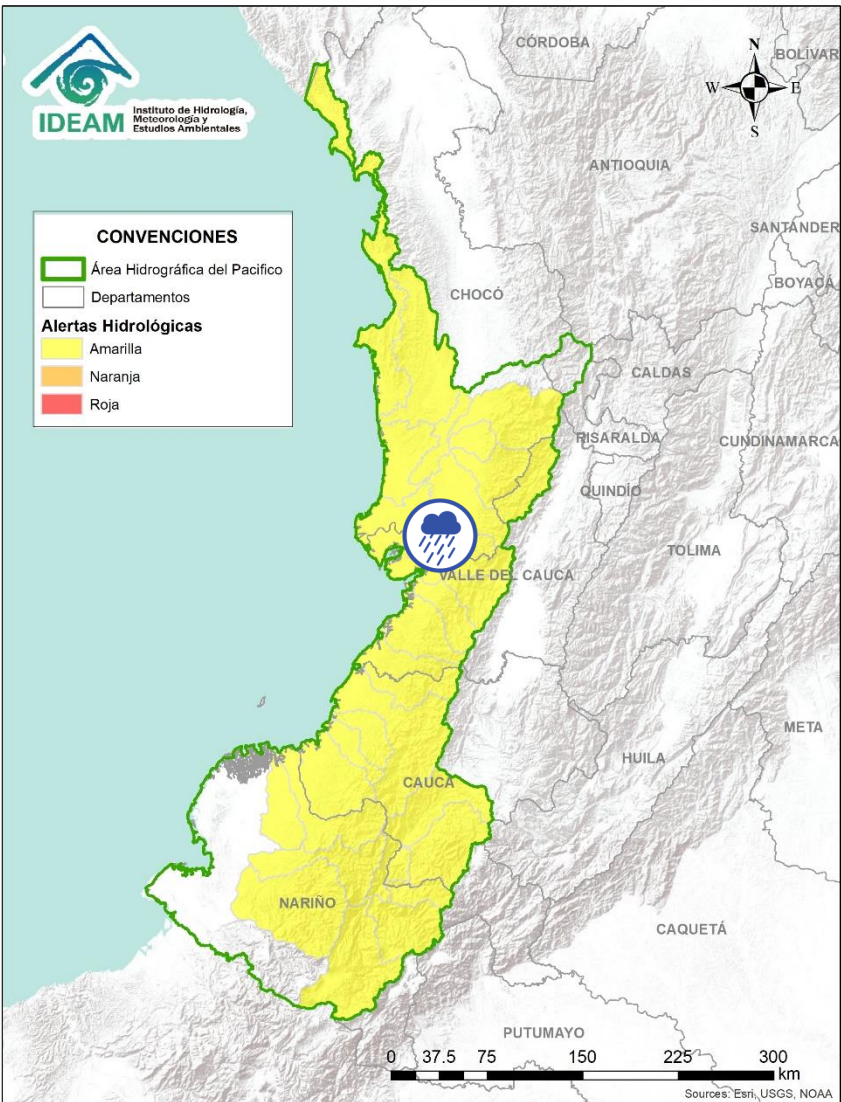 IDEAM
Instituto de Hidrología,
Meteorología y
Estudios Ambientales
N
W
E
S
CÓRDOBA
BOLÍVAR
ANTIOQUIA
SANTANDER
BOYACÁ
CHOCÓ
CALDAS
RISARALDA
CUNDINAMARCA
QUINDÍO
TOLIMA
VALLE DEL CAUCA
META
HUILA
CAUCA
NARIÑO
CAQUETÁ
PUTUMAYO
CONVENCIONES
Área Hidrográfica del Pacifico
Departamentos
Alertas Hidrológicas
Amarilla
Naranja
Roja
0 37.5 75 150 225 300
km
Sources: Esri, USGS, NOAA